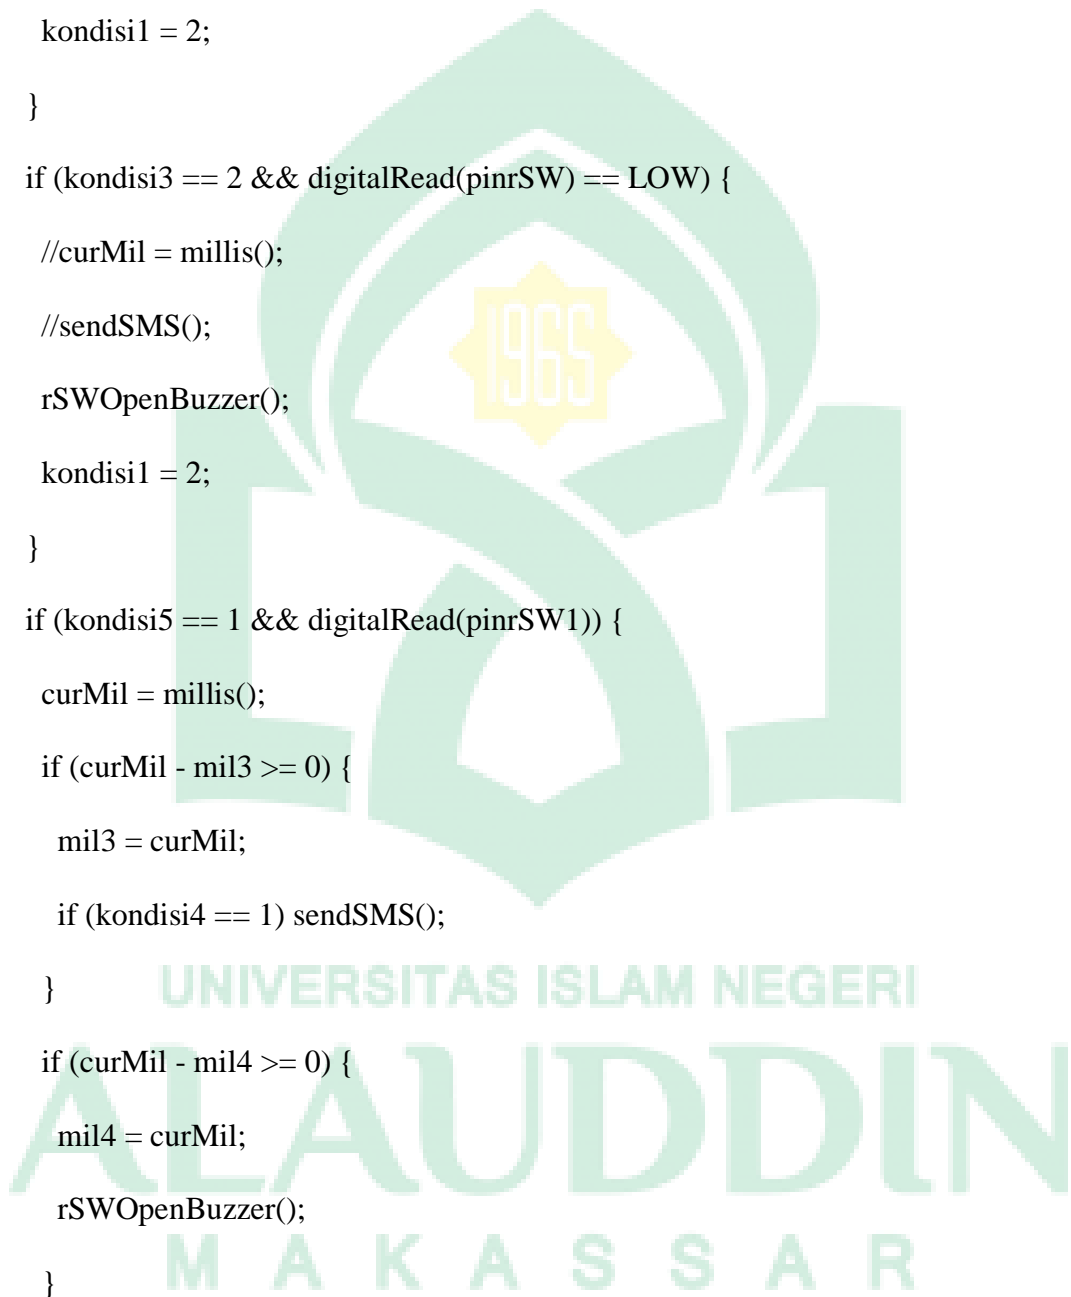 kondisi1 = 2;
}
if (kondisi3 == 2 && digitalRead(pinrSW) == LOW) {
//curMil = millis();
//sendSMS();
rSWOpenBuzzer();
kondisi1 = 2;
}
if (kondisi5 == 1 && digitalRead(pinrSW1)) {
curMil = millis();
if (curMil - mil3 >= 0) {
mil3 = curMil;
if (kondisi4 == 1) sendSMS();
}
if (curMil - mil4 >= 0) {
mil4 = curMil;
rSWOpenBuzzer();
}
1965
UNIVERSITAS ISLAM NEGERI
ALAUDDIN
MAKASSAR